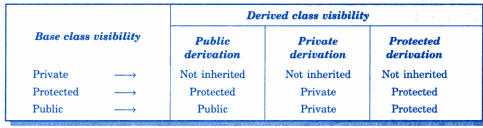 Derived class visibility
Base class visibility
Public derivation Private derivation Protected derivation
Private ⟶ Not inherited Not inherited Not inherited
Protected ⟶ Protected Private Protected
Public ⟶ Public Private Protected